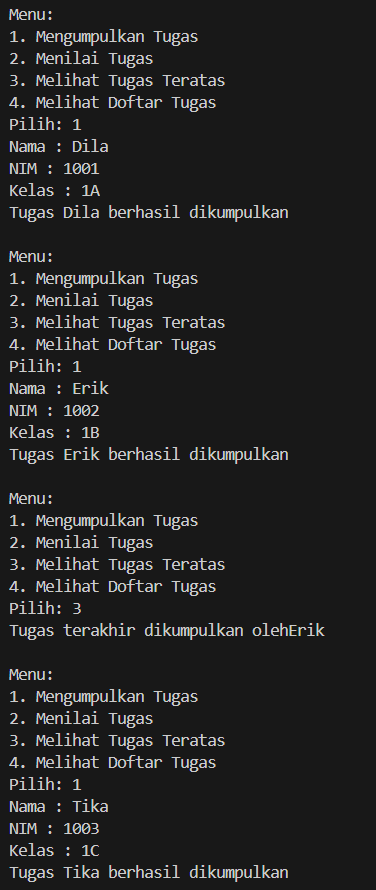 Menu:
1. Mengumpulkan Tugas
2. Menilai Tugas
3. Melihat Tugas Teratas
4. Melihat Doftar Tugas
Pilih: 1
Nama : Dila
NIM : 1001
Kelas : 1A
Tugas Dila berhasil dikumpulkan
Menu:
1. Mengumpulkan Tugas
2. Menilai Tugas
3. Melihat Tugas Teratas
4. Melihat Doftar Tugas
Pilih: 1
Nama : Erik
NIM : 1002
Kelas : 1B
Tugas Erik berhasil dikumpulkan
Menu:
1. Mengumpulkan Tugas
2. Menilai Tugas
3. Melihat Tugas Teratas
4. Melihat Doftar Tugas
Pilih: 3
Tugas terakhir dikumpulkan olehErik
Menu:
1. Mengumpulkan Tugas
2. Menilai Tugas
3. Melihat Tugas Teratas
4. Melihat Doftar Tugas
Pilih: 1
Nama : Tika
NIM : 1003
Kelas : 1C
Tugas Tika berhasil dikumpulkan